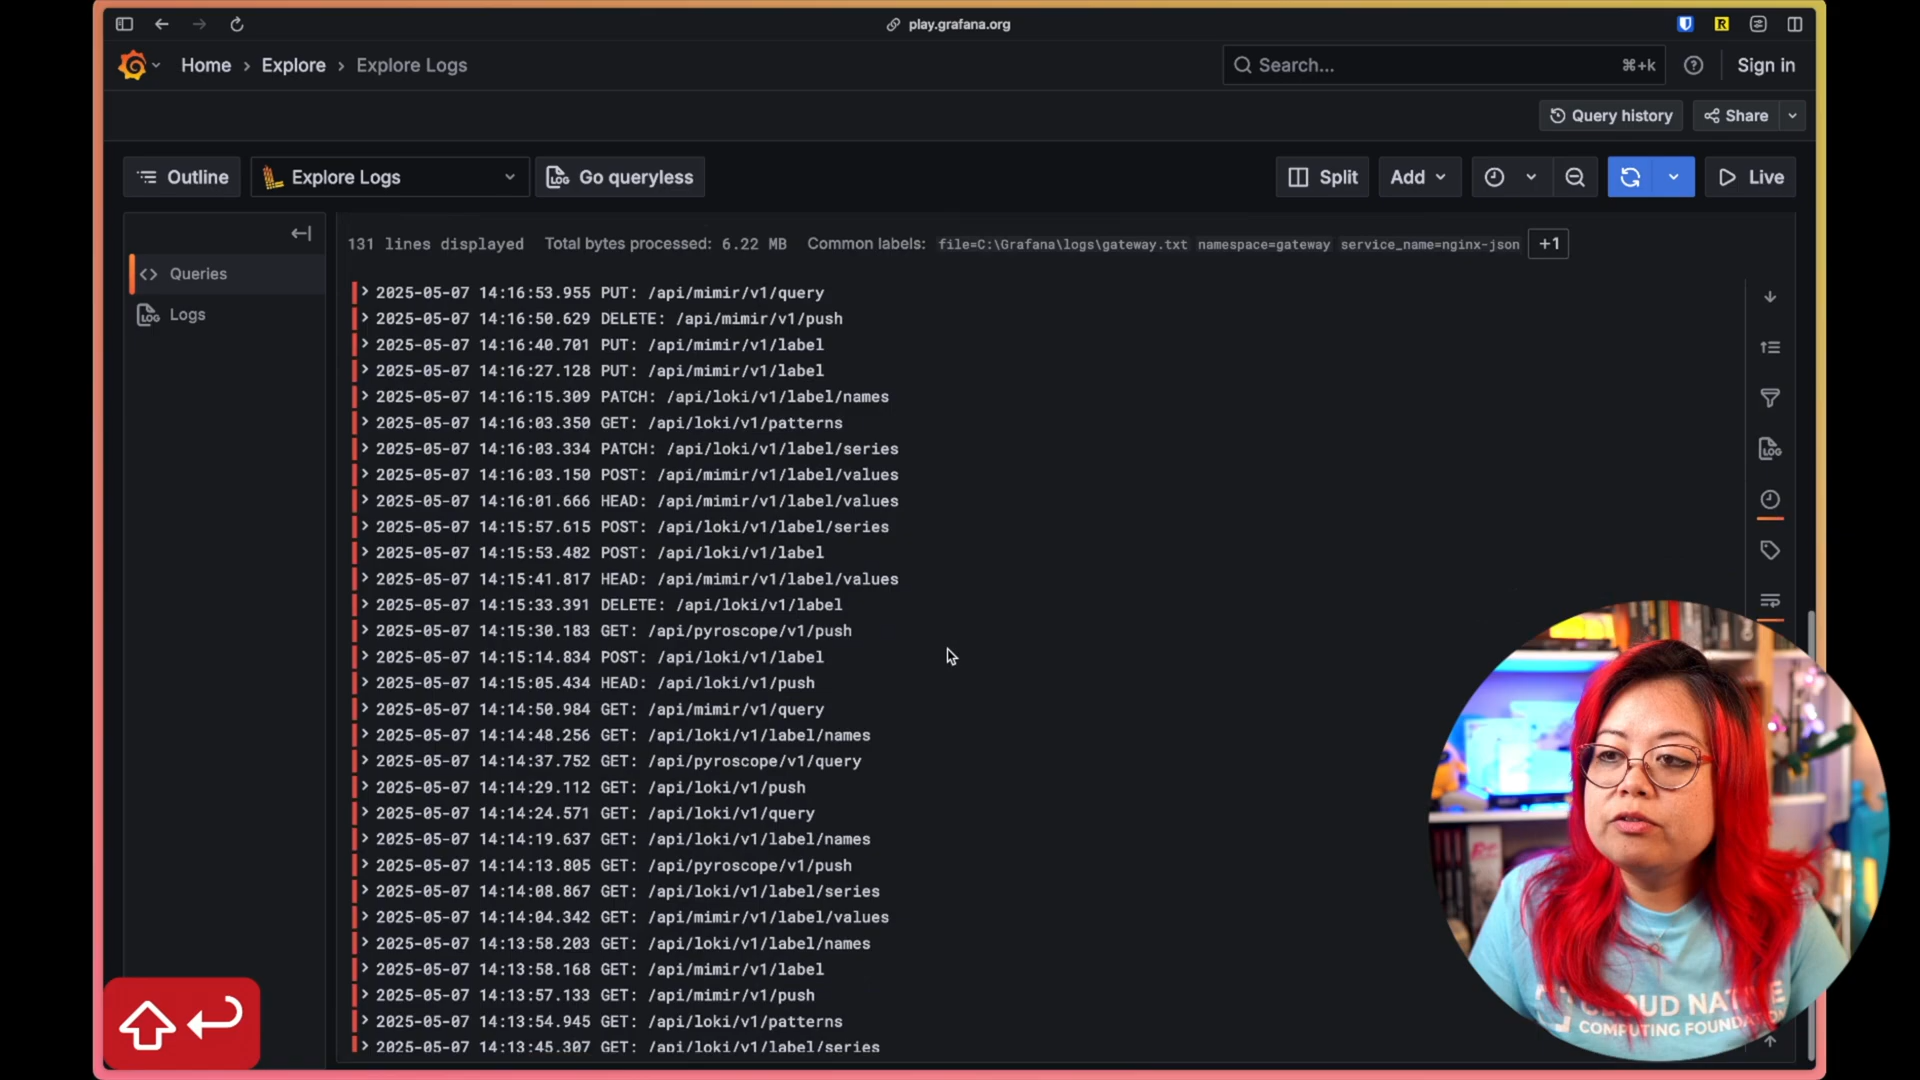 play.grafana.org
Home › Explore › Explore Logs
Search... ⌘+k
Sign in
Query history
Share
Outline
Explore Logs
Go queryless
Split
Add
Live
Queries
Logs
131 lines displayed Total bytes processed: 6.22 MB Common labels: file=C:\Grafana\logs\gateway.txt namespace=gateway service_name=nginx-json +1
2025-05-07 14:16:53.955 PUT: /api/mimir/v1/query
2025-05-07 14:16:50.629 DELETE: /api/mimir/v1/push
2025-05-07 14:16:40.701 PUT: /api/mimir/v1/label
2025-05-07 14:16:27.128 PUT: /api/mimir/v1/label
2025-05-07 14:16:15.309 PATCH: /api/loki/v1/label/names
2025-05-07 14:16:03.350 GET: /api/loki/v1/patterns
2025-05-07 14:16:03.334 PATCH: /api/loki/v1/label/series
2025-05-07 14:16:03.150 POST: /api/mimir/v1/label/values
2025-05-07 14:16:01.666 HEAD: /api/mimir/v1/label/values
2025-05-07 14:15:57.615 POST: /api/loki/v1/label/series
2025-05-07 14:15:53.482 POST: /api/loki/v1/label
2025-05-07 14:15:41.817 HEAD: /api/mimir/v1/label/values
2025-05-07 14:15:33.391 DELETE: /api/loki/v1/label
2025-05-07 14:15:30.183 GET: /api/pyroscope/v1/push
2025-05-07 14:15:14.834 POST: /api/loki/v1/label
2025-05-07 14:15:05.434 HEAD: /api/loki/v1/push
2025-05-07 14:14:50.984 GET: /api/mimir/v1/query
2025-05-07 14:14:48.256 GET: /api/loki/v1/label/names
2025-05-07 14:14:37.752 GET: /api/pyroscope/v1/query
2025-05-07 14:14:29.112 GET: /api/loki/v1/push
2025-05-07 14:14:24.571 GET: /api/loki/v1/query
2025-05-07 14:14:19.637 GET: /api/loki/v1/label/names
2025-05-07 14:14:13.805 GET: /api/pyroscope/v1/push
2025-05-07 14:14:08.867 GET: /api/loki/v1/label/series
2025-05-07 14:14:04.342 GET: /api/mimir/v1/label/values
2025-05-07 14:13:58.203 GET: /api/loki/v1/label/names
2025-05-07 14:13:58.168 GET: /api/mimir/v1/label
2025-05-07 14:13:57.133 GET: /api/mimir/v1/push
2025-05-07 14:13:54.945 GET: /api/loki/v1/patterns
2025-05-07 14:13:45.307 GET: /api/loki/v1/label/series
CLOUD NATIVE
COMPUTING FOUNDA